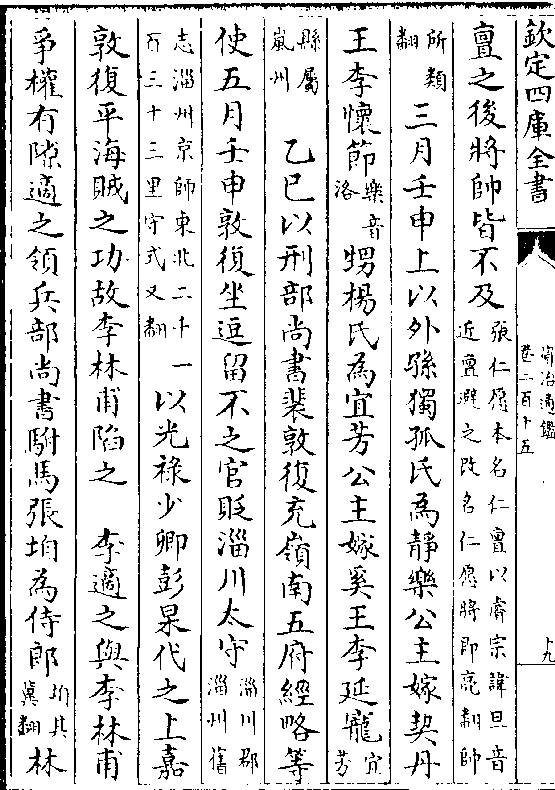 欽定四庫全書
資治通鑑
卷二百十五
十九
亶之後將帥皆不及張仁愿本名仁亶以睿宗諱旦音近亶避之改名仁愿將即亮翻帥
所類翻三月壬申上以外孫獨孤氏為靜樂公主嫁契丹
王李懷節樂音洛甥楊氏為宜芳公主嫁奚王李延寵宜芳
縣屬嵐州乙巳以刑部尚書裴敦復充嶺南五府經略等
使五月壬申敦復坐逗留不之官貶淄川太守淄川郡淄州舊
志淄州京師東北二千百三十三里守式又翻一以光祿少卿彭杲代之上嘉
敦復平海賊之功故李林甫陷之 李適之與李林甫
爭權有隙適之領兵部尚書駙馬張垍為侍郎垍其冀翻林